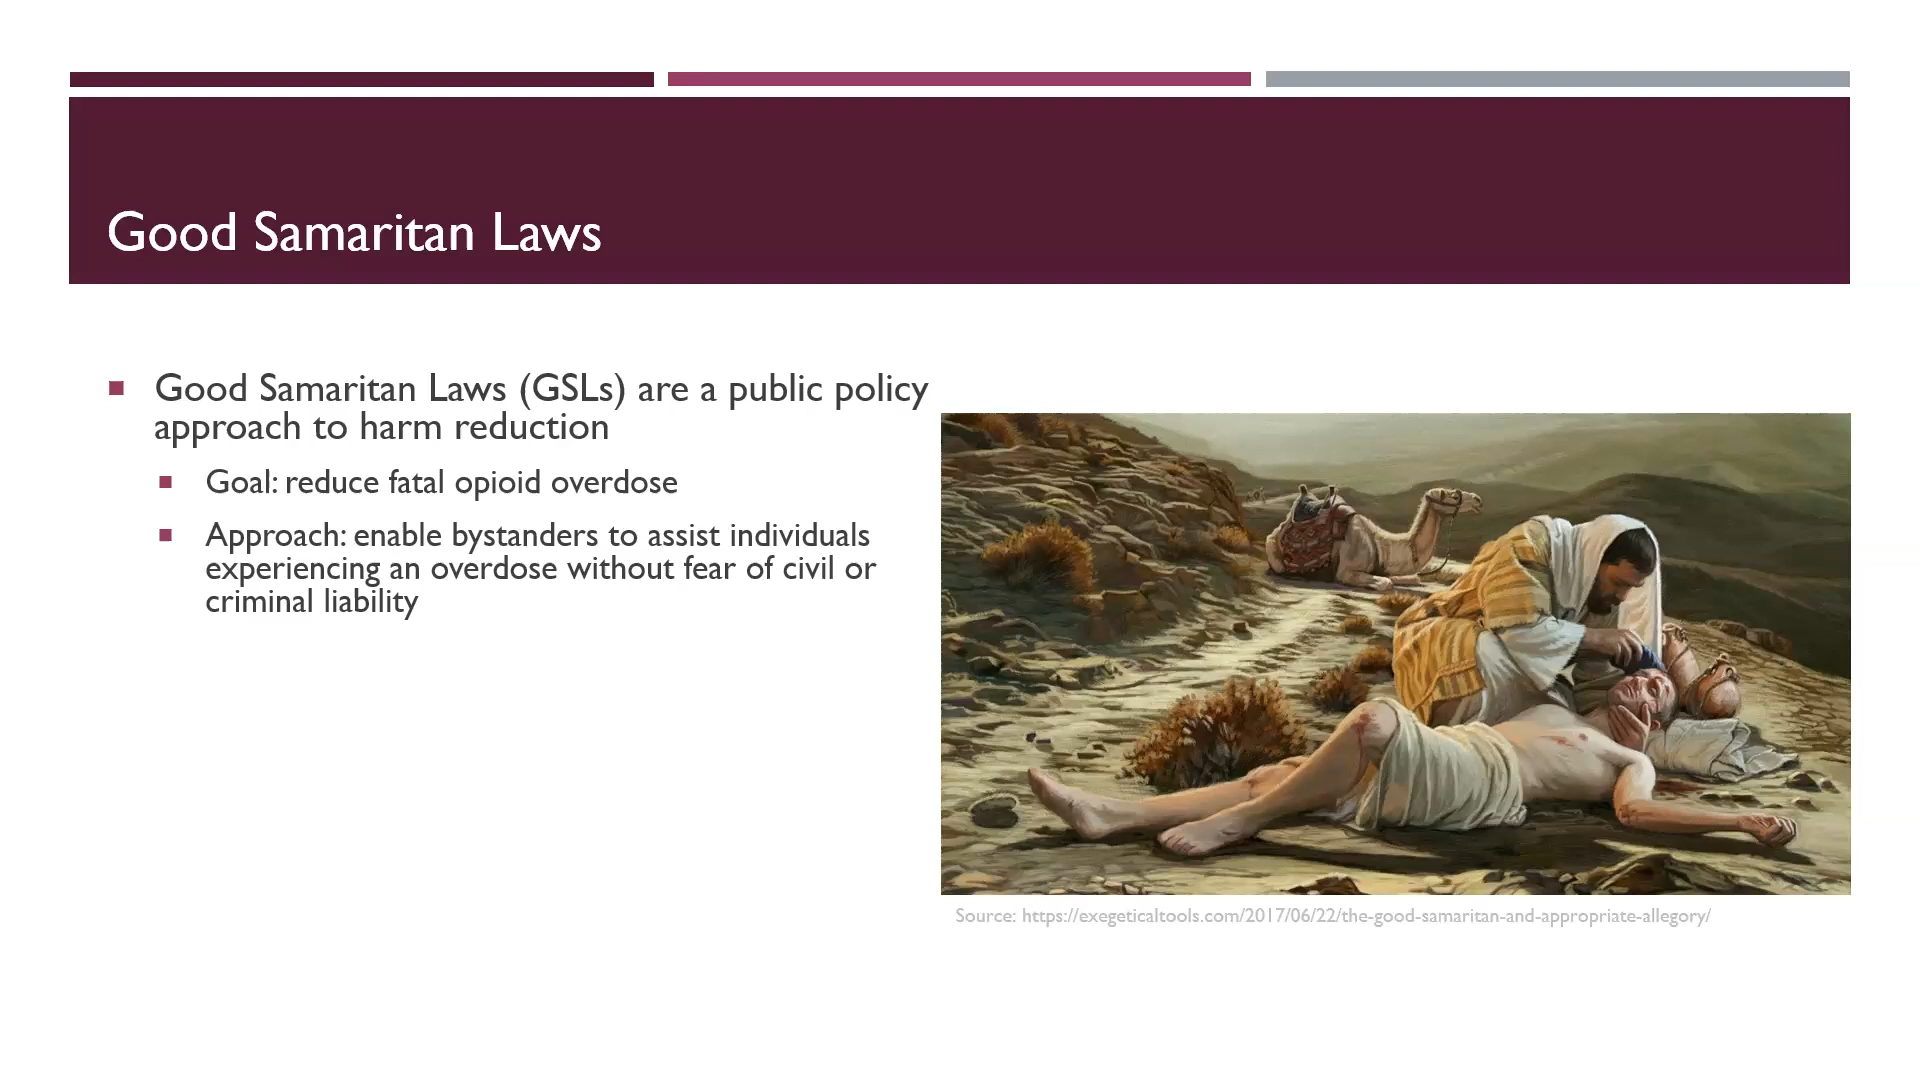 Good Samaritan Laws
Good Samaritan Laws (GSLs) are a public policy
approach to harm reduction
Goal: reduce fatal opioid overdose
Approach: enable bystanders to assist individuals
experiencing an overdose without fear of civil or
criminal liability
Source: https://exegeticaltools.com/2017/06/22/the-good-samaritan-and-appropriate-allegory/